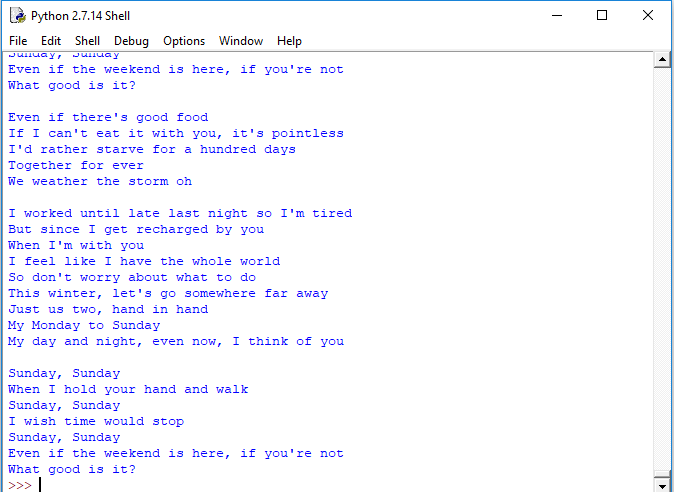 Python 2.7.14 Shell
File Edit Shell Debug Options Window Help
Sunday, Sunday
Even if the weekend is here, if you're not
What good is it?

Even if there's good food
If I can't eat it with you, it's pointless
I'd rather starve for a hundred days
Together for ever
We weather the storm oh

I worked until late last night so I'm tired
But since I get recharged by you
When I'm with you
I feel like I have the whole world
So don't worry about what to do
This winter, let's go somewhere far away
Just us two, hand in hand
My Monday to Sunday
My day and night, even now, I think of you

Sunday, Sunday
When I hold your hand and walk
Sunday, Sunday
I wish time would stop
Sunday, Sunday
Even if the weekend is here, if you're not
What good is it?
>>>